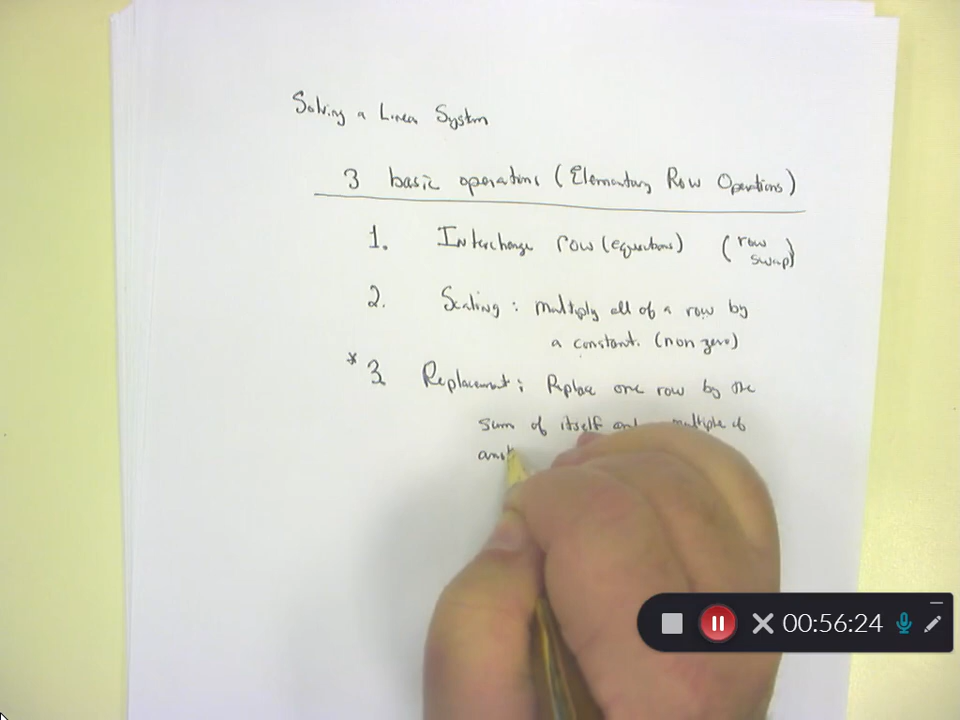 Solving a Linear System
3 basic operations (Elementary Row Operations)
1. Interchange row (equations) (row swap)
2. Scaling : Multiply all of a row by
a constant. (non zero)
* 3. Replacement : Replace one row by the
sum of itself and multiple of
anoth
00:56:24